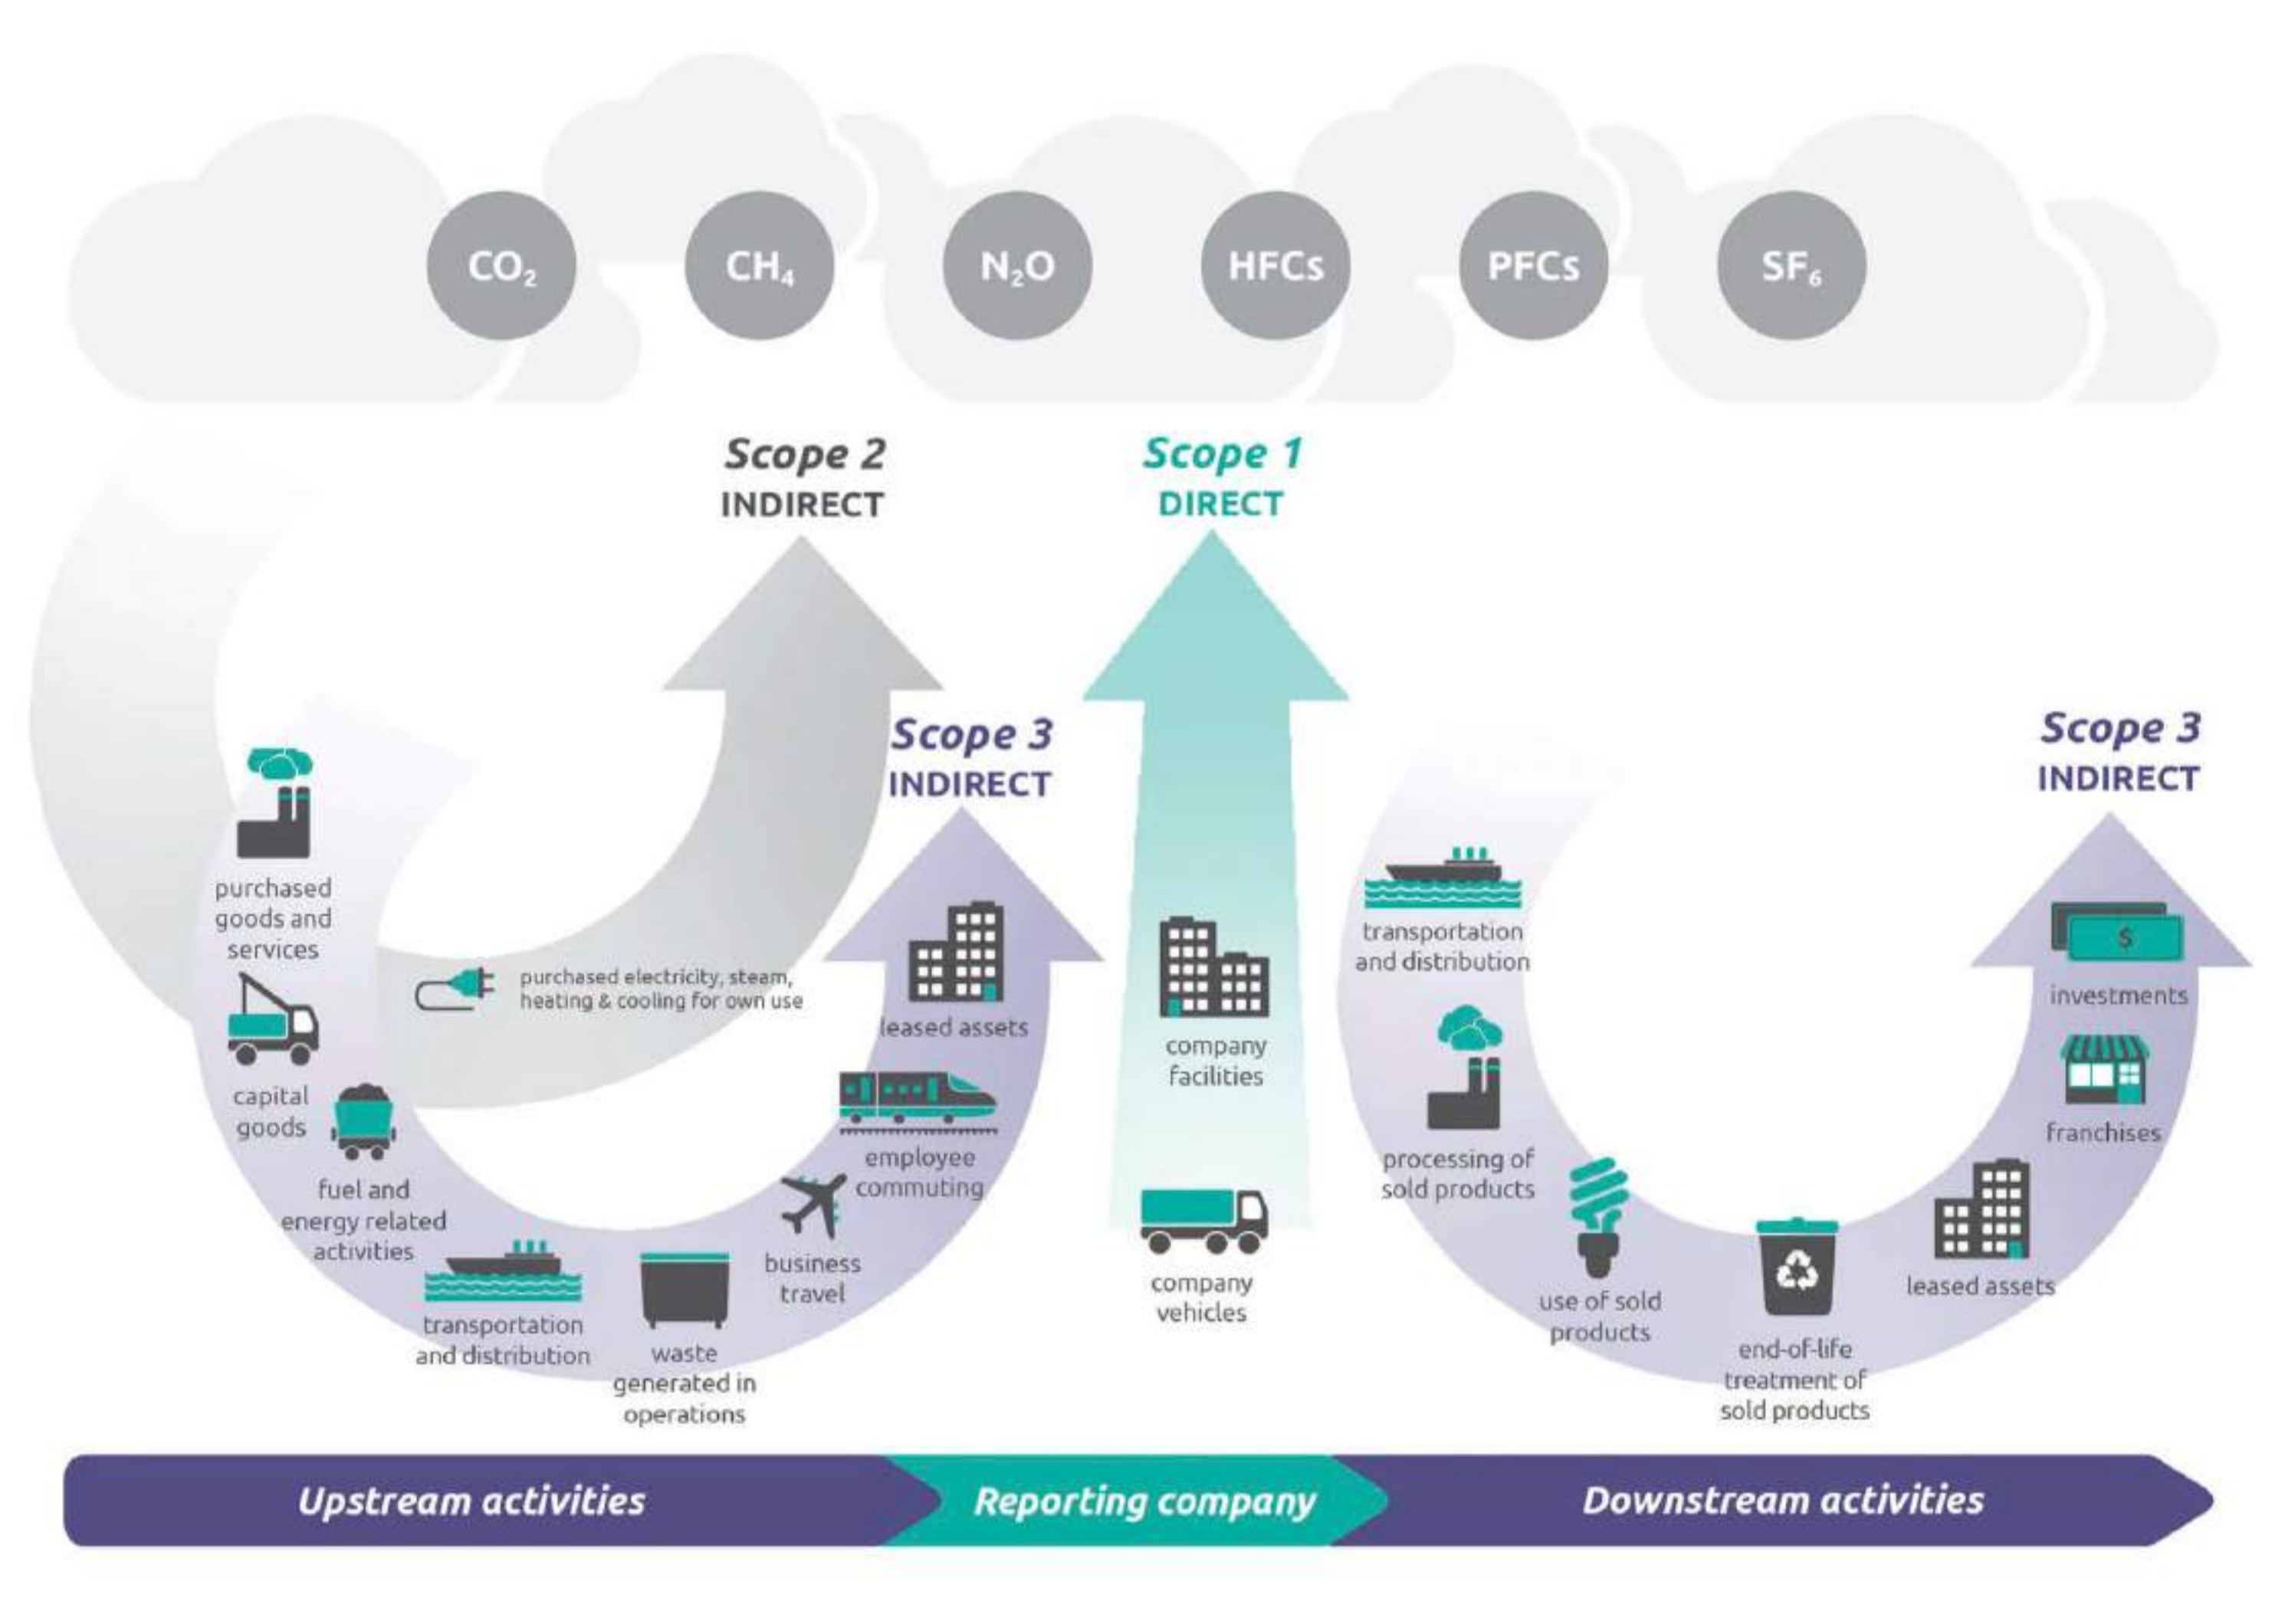 CO₂
CH₄
N₂O
HFCs
PFCs
SF₆
Scope 2
INDIRECT
Scope 1
DIRECT
Scope 3
INDIRECT
Scope 3
INDIRECT
purchased
goods and
services
capital
goods
fuel and
energy related
activities
transportation
and distribution
waste
generated in
operations
business
travel
employee
commuting
leased assets
purchased electricity, steam,
heating & cooling for own use
company
facilities
company
vehicles
transportation
and distribution
processing of
sold products
use of sold
products
end-of-life
treatment of
sold products
leased assets
franchises
$
investments
Upstream activities
Reporting company
Downstream activities